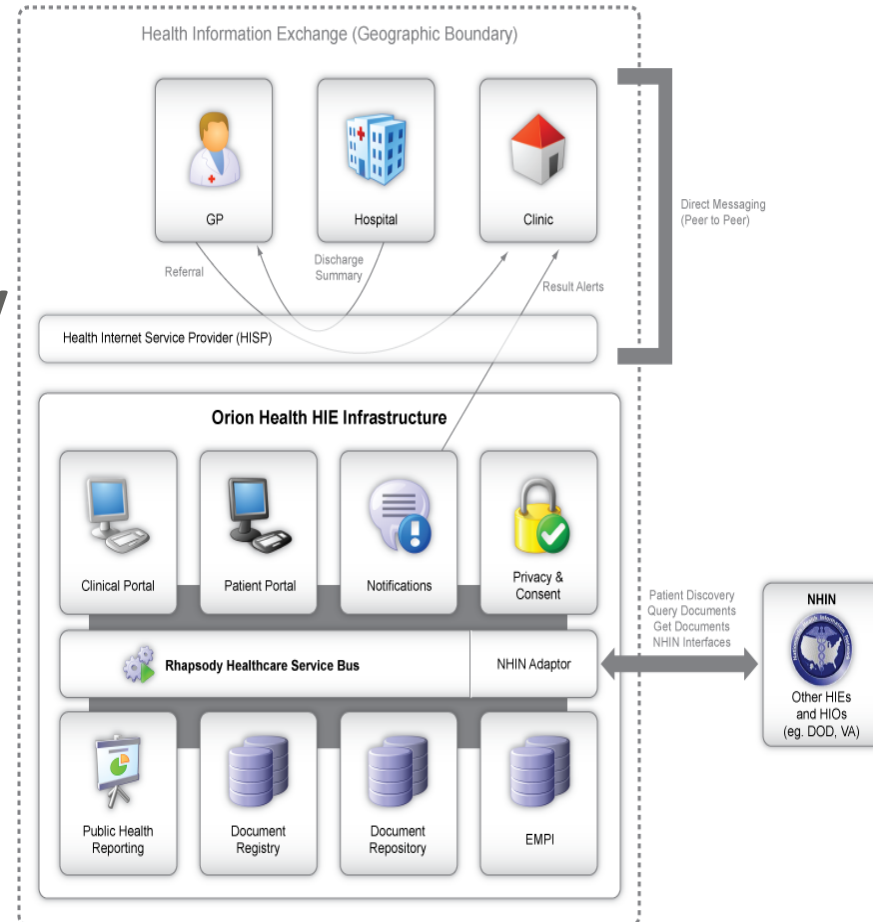 Health Information Exchange (Geographic Boundary)
GP
Hospital
Clinic
Direct Messaging
(Peer to Peer)
Referral
Discharge
Summary
Result Alerts
Health Internet Service Provider (HISP)
Orion Health HIE Infrastructure
Clinical Portal
Patient Portal
Notifications
Privacy &
Consent
Patient Discovery
Query Documents
Get Documents
NHIN Interfaces
NHIN
Rhapsody Healthcare Service Bus
NHIN Adaptor
Other HIEs
and HIOs
(eg. DOD, VA)
Public Health
Reporting
Document
Registry
Document
Repository
EMPI